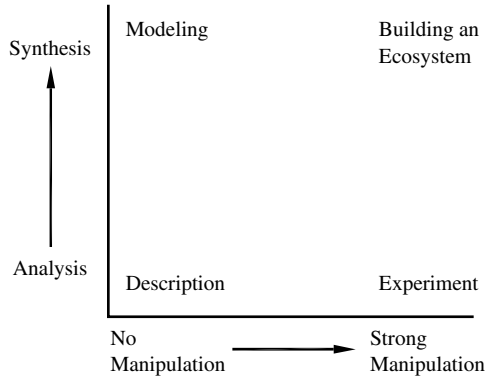 Modeling
Building an
Ecosystem
Synthesis
Analysis
Description
Experiment
No
Manipulation
Strong
Manipulation